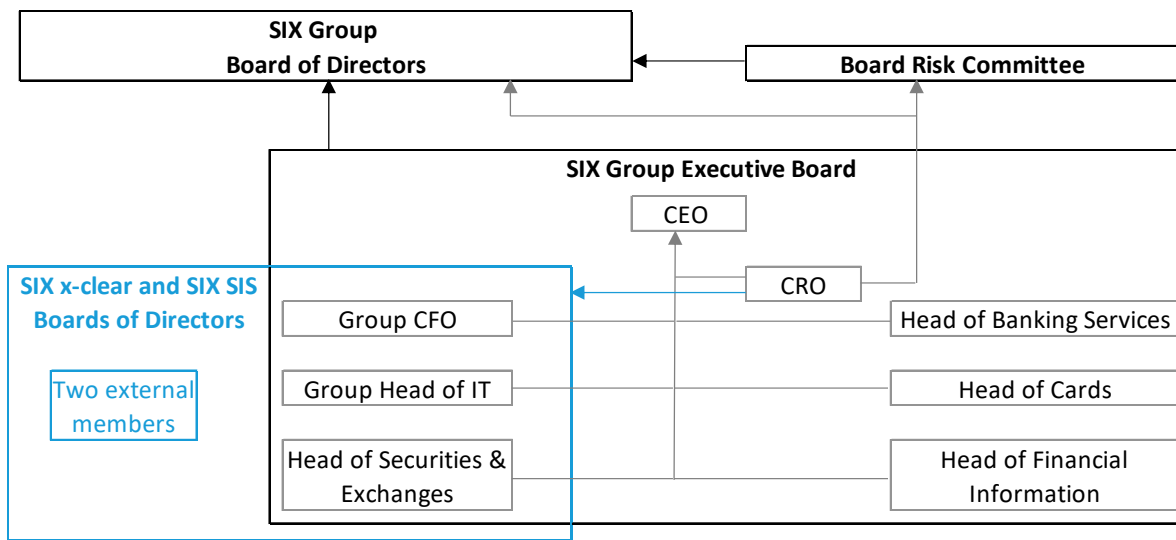 SIX Group
Board of Directors
Board Risk Committee
SIX Group Executive Board
CEO
SIX x-clear and SIX SIS
Boards of Directors
CRO
Group CFO
Head of Banking Services
Two external
members
Group Head of IT
Head of Cards
Head of Securities &
Exchanges
Head of Financial
Information